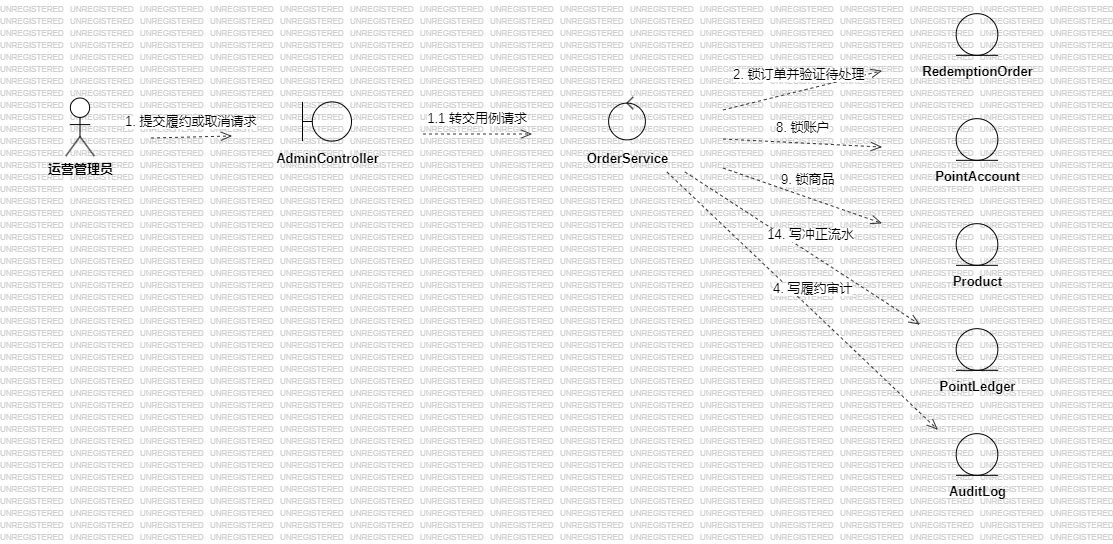 1. 提交履约或取消请求
运营管理员
AdminController
1.1 转交用例请求
OrderService
2. 锁订单并验证待处理
RedemptionOrder
8. 锁账户
PointAccount
9. 锁商品
Product
14. 写冲正流水
PointLedger
4. 写履约审计
AuditLog
UNREGISTERED